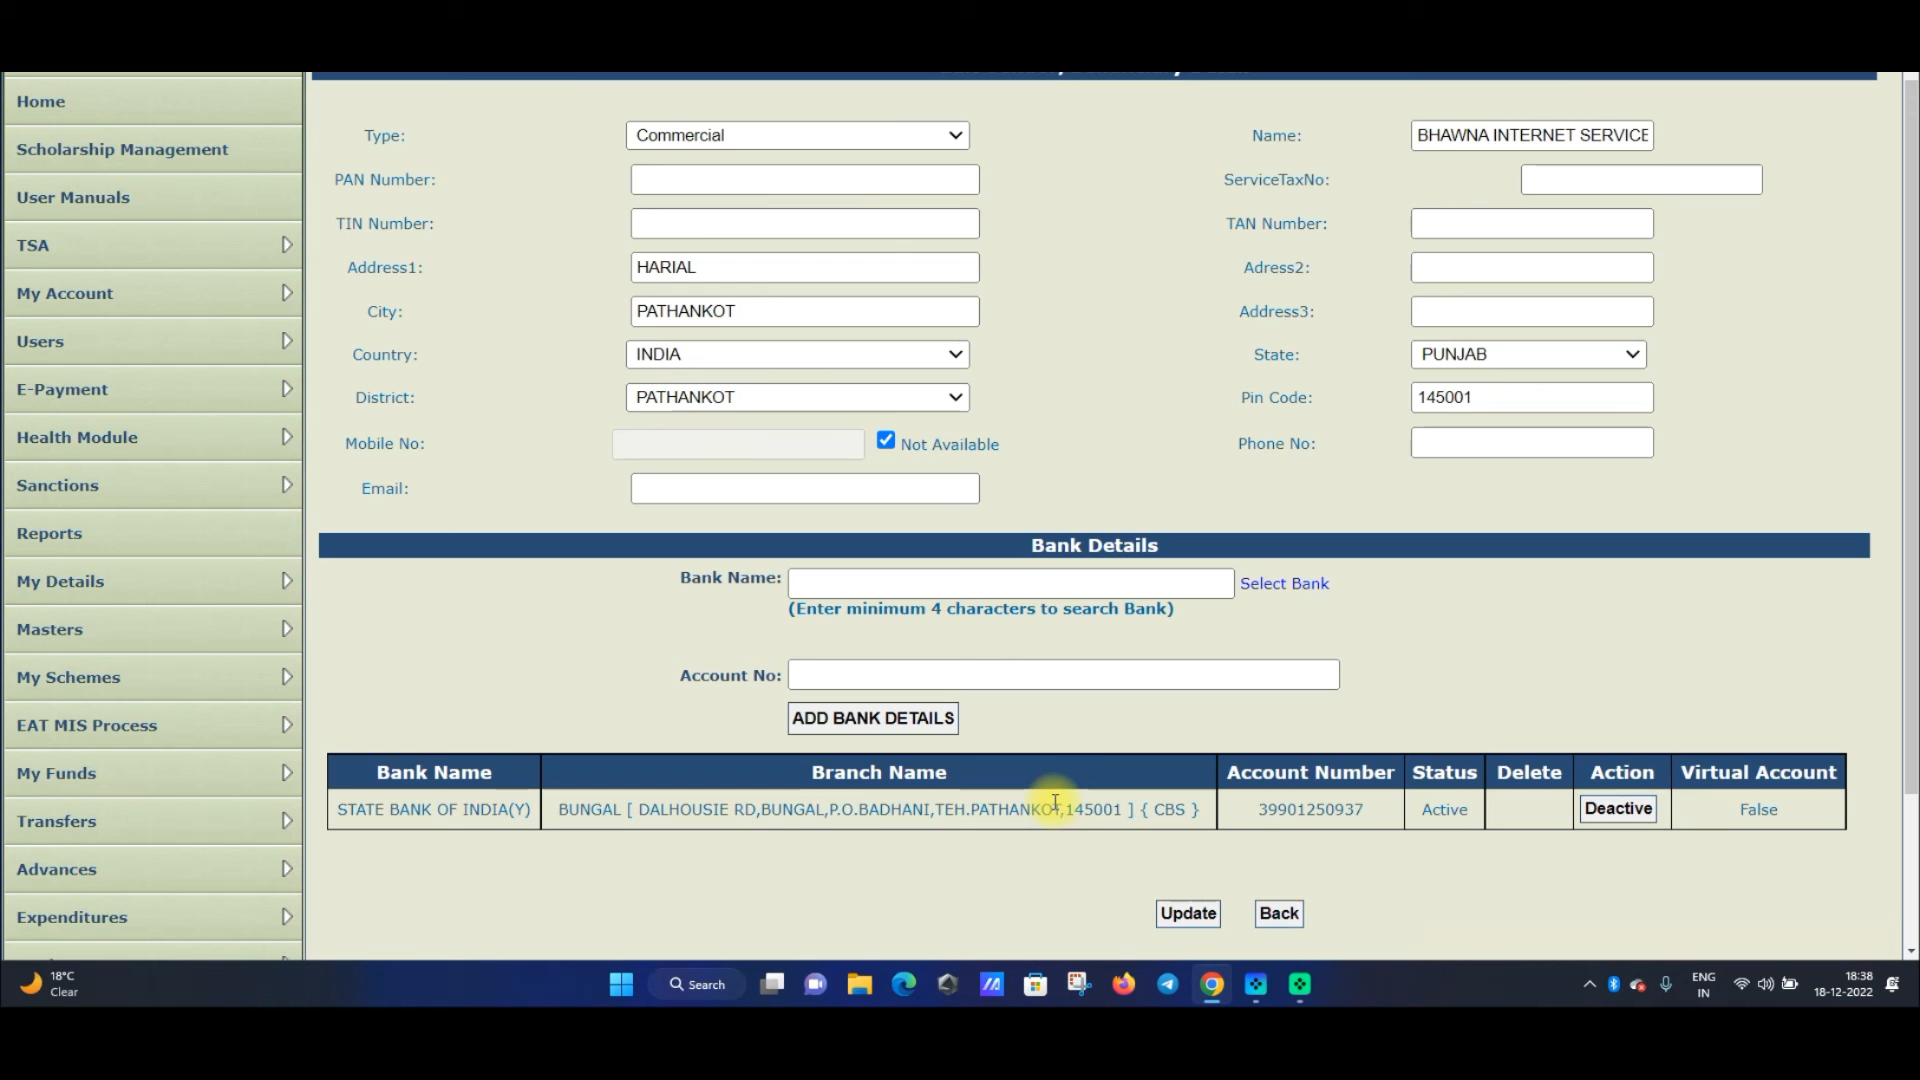 Home
Scholarship Management
User Manuals
TSA
My Account
Users
E-Payment
Health Module
Sanctions
Reports
My Details
Masters
My Schemes
EAT MIS Process
My Funds
Transfers
Advances
Expenditures
Type: Commercial Name: BHAWNA INTERNET SERVICE
PAN Number: ServiceTaxNo:
TIN Number: TAN Number:
Address1: HARIAL Adress2:
City: PATHANKOT Address3:
Country: INDIA State: PUNJAB
District: PATHANKOT Pin Code: 145001
Mobile No: Not Available Phone No:
Email:
Bank Details
Bank Name: Select Bank
(Enter minimum 4 characters to search Bank)
Account No:
ADD BANK DETAILS
Bank Name Branch Name Account Number Status Delete Action Virtual Account
STATE BANK OF INDIA(Y) BUNGAL [ DALHOUSIE RD,BUNGAL,P.O.BADHANI,TEH.PATHANKOT,145001 ] { CBS } 39901250937 Active Deactive False
Update Back
18°C
Clear
Search
ENG
IN
18:38
18-12-2022